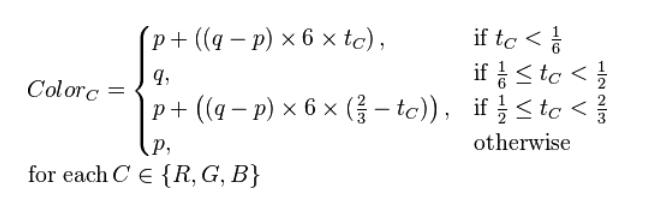 p + ((q − p) × 6 × t_C) , if t_C < 1/6
q, if 1/6 ≤ t_C < 1/2
Color_C =
p + ((q − p) × 6 × (2/3 − t_C)) , if 1/2 ≤ t_C < 2/3
p, otherwise
for each C ∈ {R, G, B}